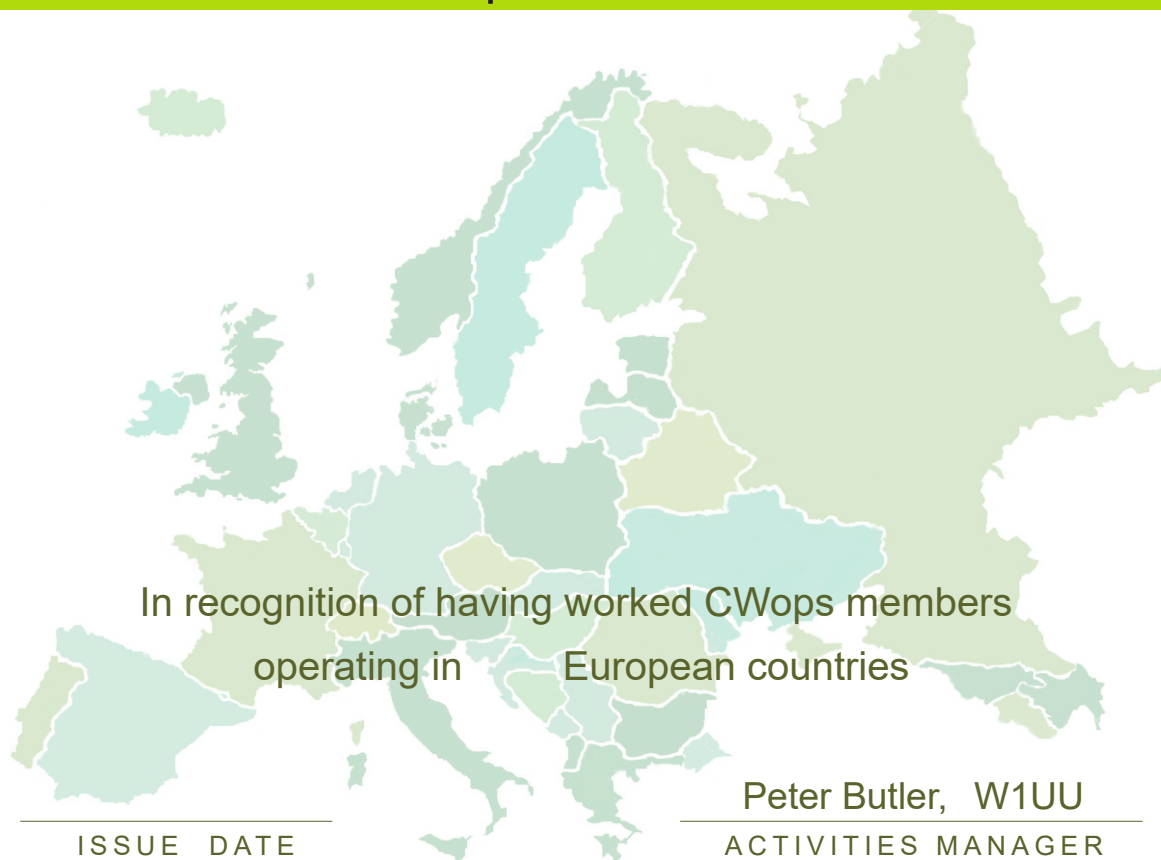 In recognition of having worked CWops members
operating in European countries
Peter Butler, W1UU
ISSUE DATE
ACTIVITIES MANAGER